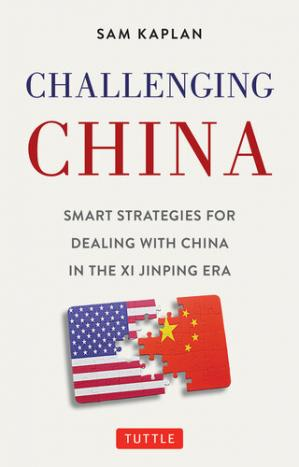 SAM KAPLAN
CHALLENGING
CHINA
SMART STRATEGIES FOR
DEALING WITH CHINA
IN THE XI JINPING ERA
TUTTLE